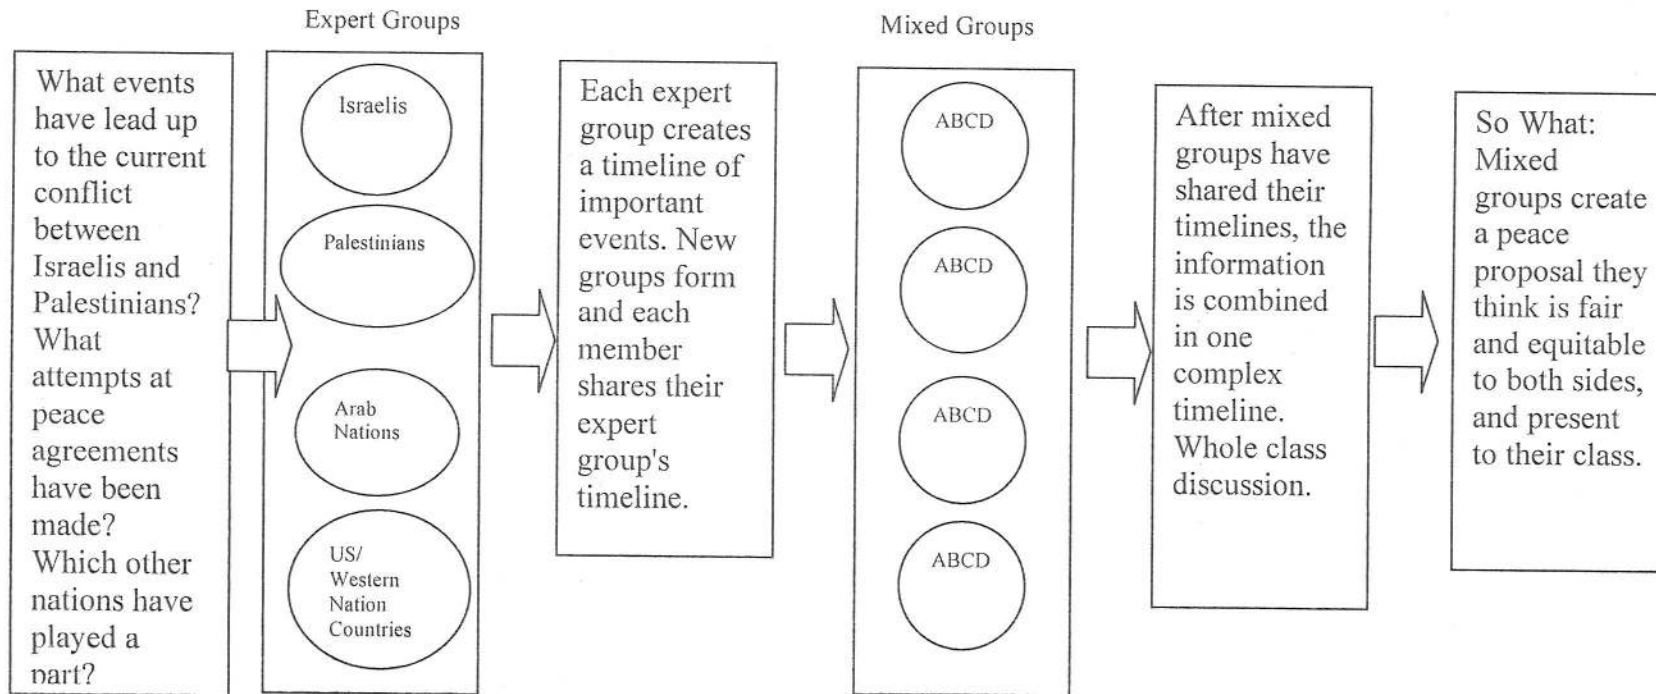 Expert Groups
Mixed Groups
What events
have lead up
to the current
conflict
between
Israelis and
Palestinians?
What
attempts at
peace
agreements
have been
made?
Which other
nations have
played a
part?
Israelis
Palestinians
Arab
Nations
US/
Western
Nation
Countries
Each expert
group creates
a timeline of
important
events. New
groups form
and each
member
shares their
expert
group's
timeline.
ABCD
ABCD
ABCD
ABCD
After mixed
groups have
shared their
timelines, the
information
is combined
in one
complex
timeline.
Whole class
discussion.
So What:
Mixed
groups create
a peace
proposal they
think is fair
and equitable
to both sides,
and present
to their class.